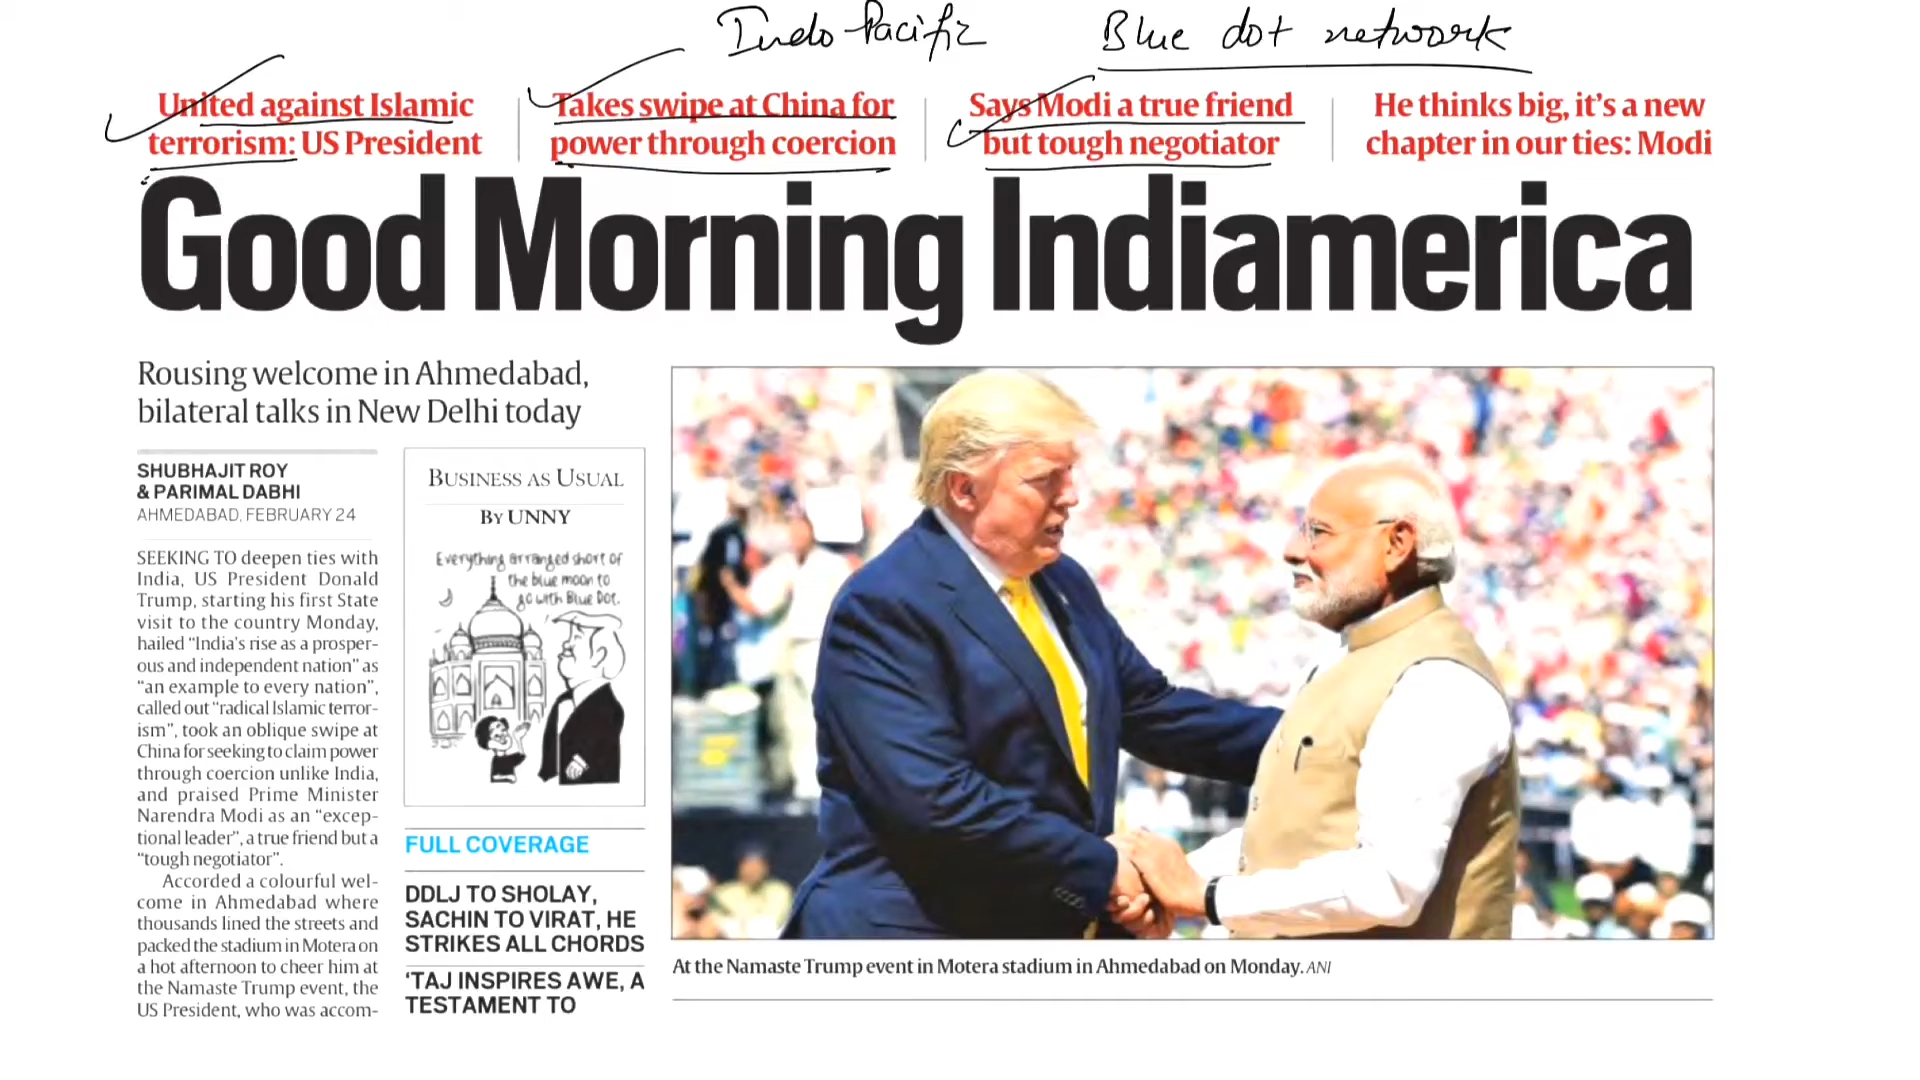 Indo-Pacific
Blue dot network
United against Islamic
terrorism: US President
Takes swipe at China for
power through coercion
Says Modi a true friend
but tough negotiator
He thinks big, it's a new
chapter in our ties: Modi
Good Morning Indiamerica
Rousing welcome in Ahmedabad,
bilateral talks in New Delhi today
SHUBHAJIT ROY
& PARIMAL DABHI
AHMEDABAD, FEBRUARY 24
SEEKING TO deepen ties with
India, US President Donald
Trump, starting his first State
visit to the country Monday,
hailed "India's rise as a prosper-
ous and independent nation" as
"an example to every nation",
called out "radical Islamic terror-
ism", took an oblique swipe at
China for seeking to claim power
through coercion unlike India,
and praised Prime Minister
Narendra Modi as an "excep-
tional leader", a true friend but a
"tough negotiator".
Accorded a colourful wel-
come in Ahmedabad where
thousands lined the streets and
packed the stadium in Motera on
a hot afternoon to cheer him at
the Namaste Trump event, the
US President, who was accom-
BUSINESS AS USUAL
BY UNNY
Everything arranged short of
the blue moon to
go with Blue Dot.
FULL COVERAGE
DDLJ TO SHOLAY,
SACHIN TO VIRAT, HE
STRIKES ALL CHORDS
'TAJ INSPIRES AWE, A
TESTAMENT TO
At the Namaste Trump event in Motera stadium in Ahmedabad on Monday. ANI